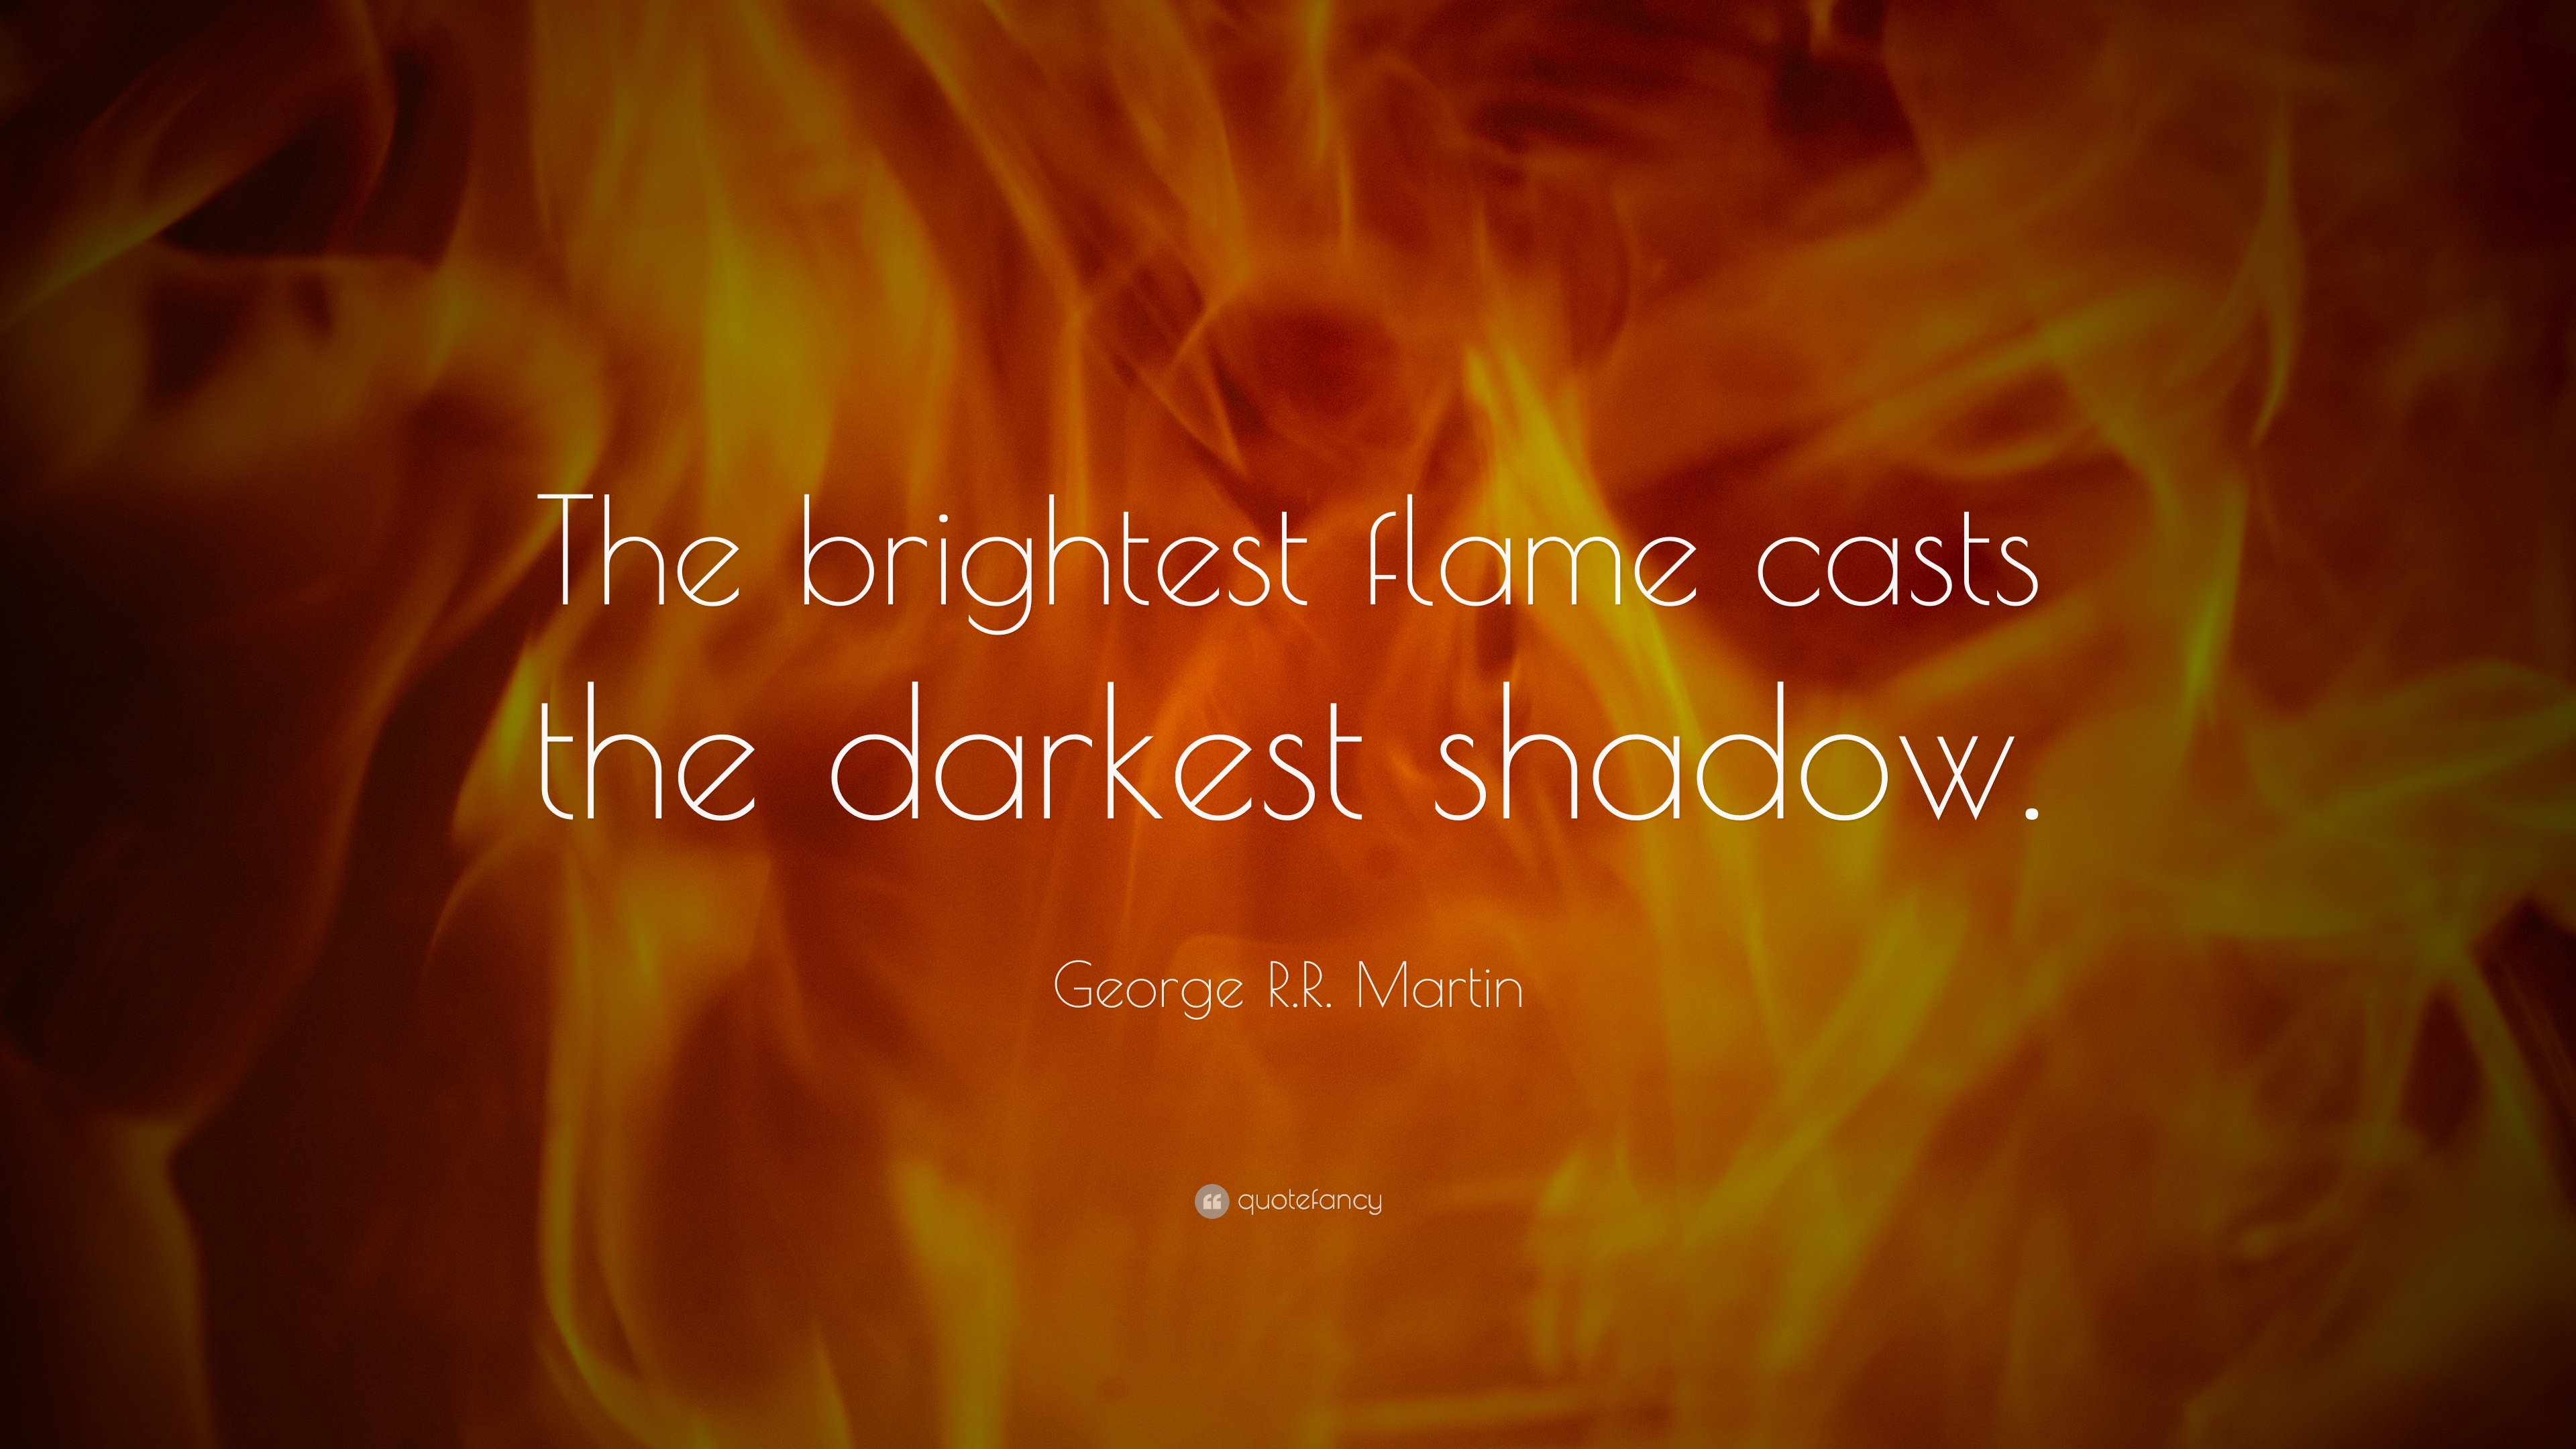 The brightest flame casts
the darkest shadow.
George R.R. Martin
quotefancy